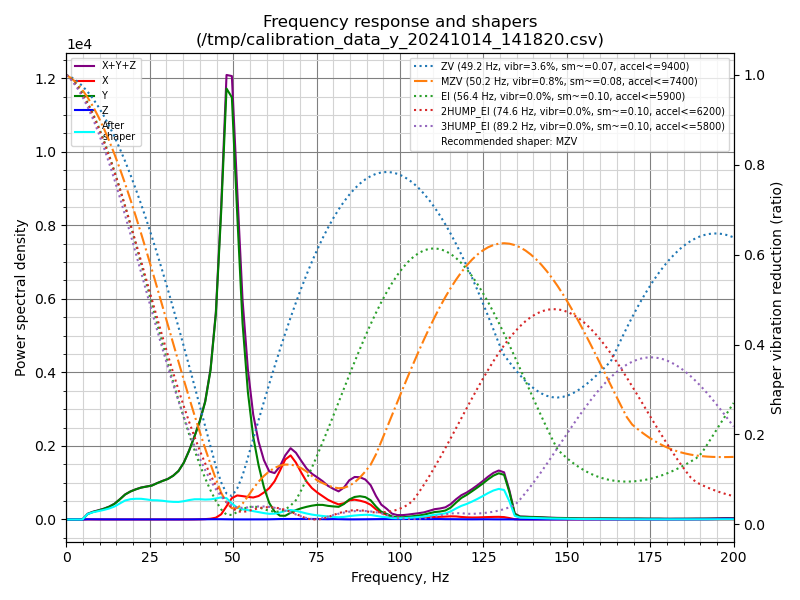 Frequency response and shapers
(/tmp/calibration_data_y_20241014_141820.csv)
1e4
X+Y+Z
X
Y
Z
After
shaper
ZV (49.2 Hz, vibr=3.6%, sm~=0.07, accel<=9400)
MZV (50.2 Hz, vibr=0.8%, sm~=0.08, accel<=7400)
EI (56.4 Hz, vibr=0.0%, sm~=0.10, accel<=5900)
2HUMP_EI (74.6 Hz, vibr=0.0%, sm~=0.10, accel<=6200)
3HUMP_EI (89.2 Hz, vibr=0.0%, sm~=0.10, accel<=5800)
Recommended shaper: MZV
Power spectral density
1.2
1.0
0.8
0.6
0.4
0.2
0.0
1.0
0.8
0.6
0.4
0.2
0.0
Shaper vibration reduction (ratio)
0 25 50 75 100 125 150 175 200
Frequency, Hz